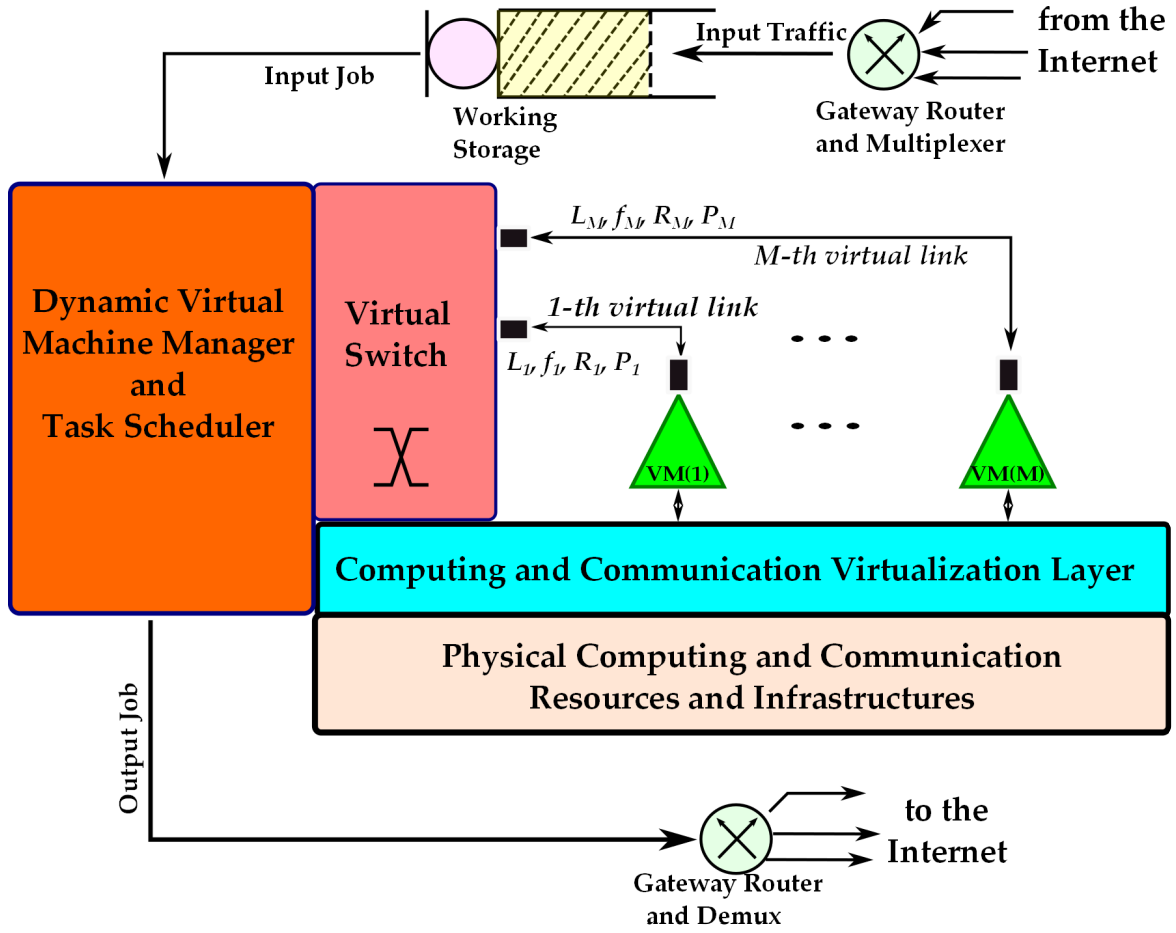 from the
Internet
Input Traffic
Input Job
Working
Storage
Gateway Router
and Multiplexer
L_M, f_M, R_M, P_M
M-th virtual link
Dynamic Virtual
Machine Manager
and
Task Scheduler
Virtual
Switch
1-th virtual link
L_1, f_1, R_1, P_1
VM(1)
VM(M)
Computing and Communication Virtualization Layer
Physical Computing and Communication
Resources and Infrastructures
Output Job
to the
Internet
Gateway Router
and Demux